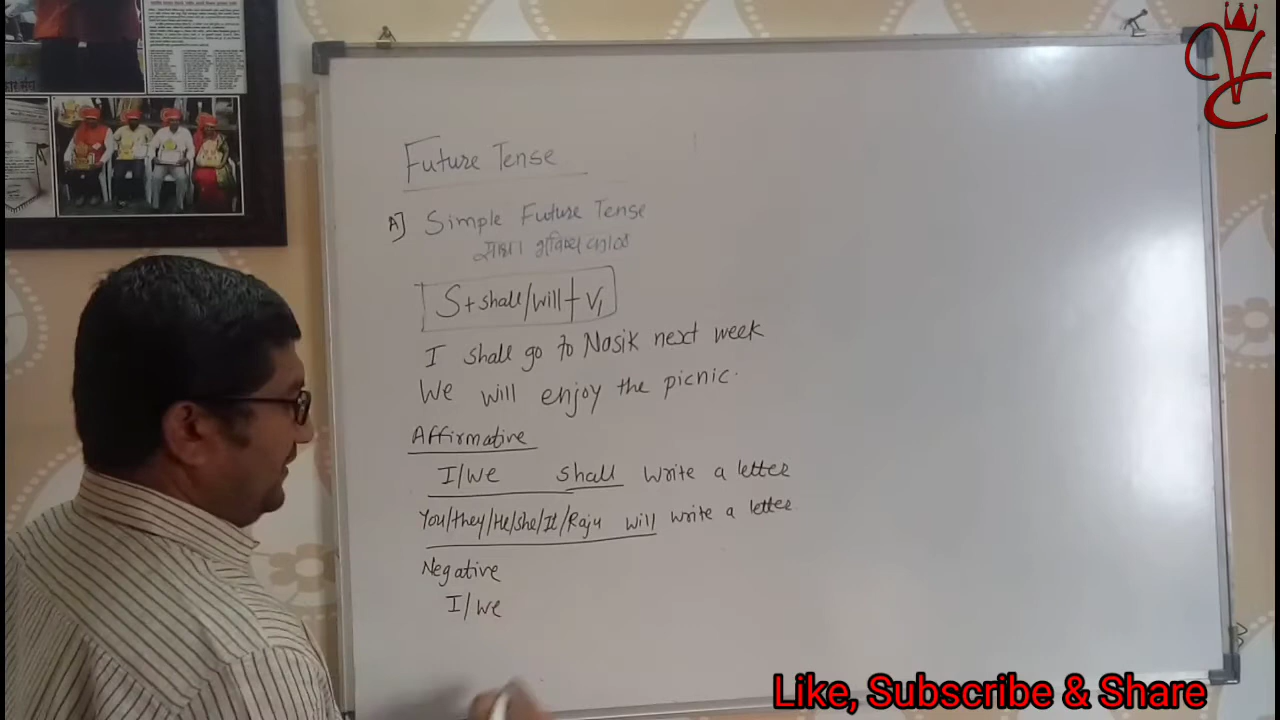 Future Tense
A] Simple Future Tense
साधा भविष्य काळ
S + shall/will + V1
I shall go to Nasik next week
We will enjoy the picnic.
Affirmative
I/We shall write a letter
You/they/He/she/It/Raju will write a letter
Negative
I/We
VC
Like, Subscribe & Share